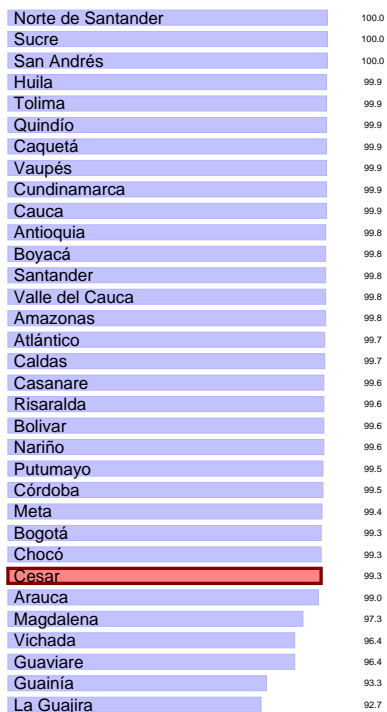 Norte de Santander 100.0
Sucre 100.0
San Andrés 100.0
Huila 99.9
Tolima 99.9
Quindío 99.9
Caquetá 99.9
Vaupés 99.9
Cundinamarca 99.9
Cauca 99.9
Antioquia 99.8
Boyacá 99.8
Santander 99.8
Valle del Cauca 99.8
Amazonas 99.8
Atlántico 99.7
Caldas 99.7
Casanare 99.6
Risaralda 99.6
Bolivar 99.6
Nariño 99.6
Putumayo 99.5
Córdoba 99.5
Meta 99.4
Bogotá 99.3
Chocó 99.3
Cesar 99.3
Arauca 99.0
Magdalena 97.3
Vichada 96.4
Guaviare 96.4
Guainía 93.3
La Guajira 92.7